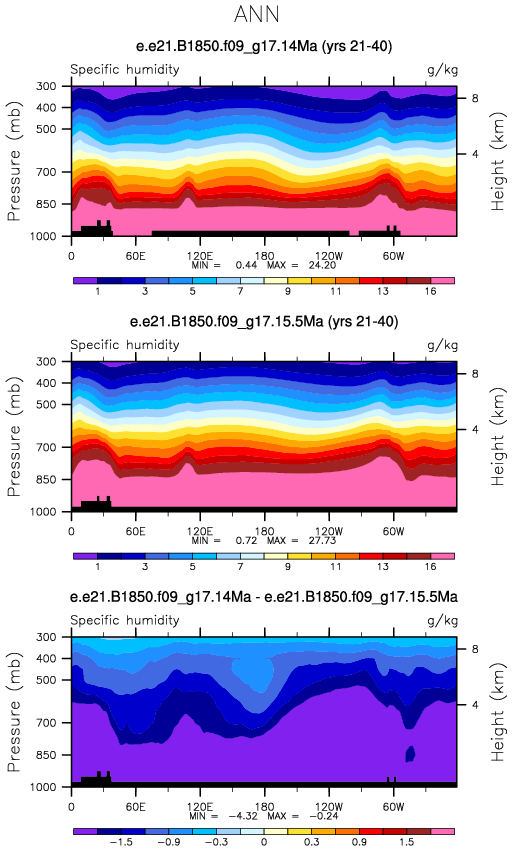 ANN
e.e21.B1850.f09_g17.14Ma (yrs 21-40)
Specific humidity g/kg
300
400
500
700
850
1000
Pressure (mb)
8
4
Height (km)
0 60E 120E 180 120W 60W
MIN = 0.44 MAX = 24.20
1 3 5 7 9 11 13 16
e.e21.B1850.f09_g17.15.5Ma (yrs 21-40)
Specific humidity g/kg
300
400
500
700
850
1000
Pressure (mb)
8
4
Height (km)
0 60E 120E 180 120W 60W
MIN = 0.72 MAX = 27.73
1 3 5 7 9 11 13 16
e.e21.B1850.f09_g17.14Ma - e.e21.B1850.f09_g17.15.5Ma
Specific humidity g/kg
300
400
500
700
850
1000
Pressure (mb)
8
4
Height (km)
0 60E 120E 180 120W 60W
MIN = −4.32 MAX = −0.24
−1.5 −0.9 −0.3 0 0.3 0.9 1.5